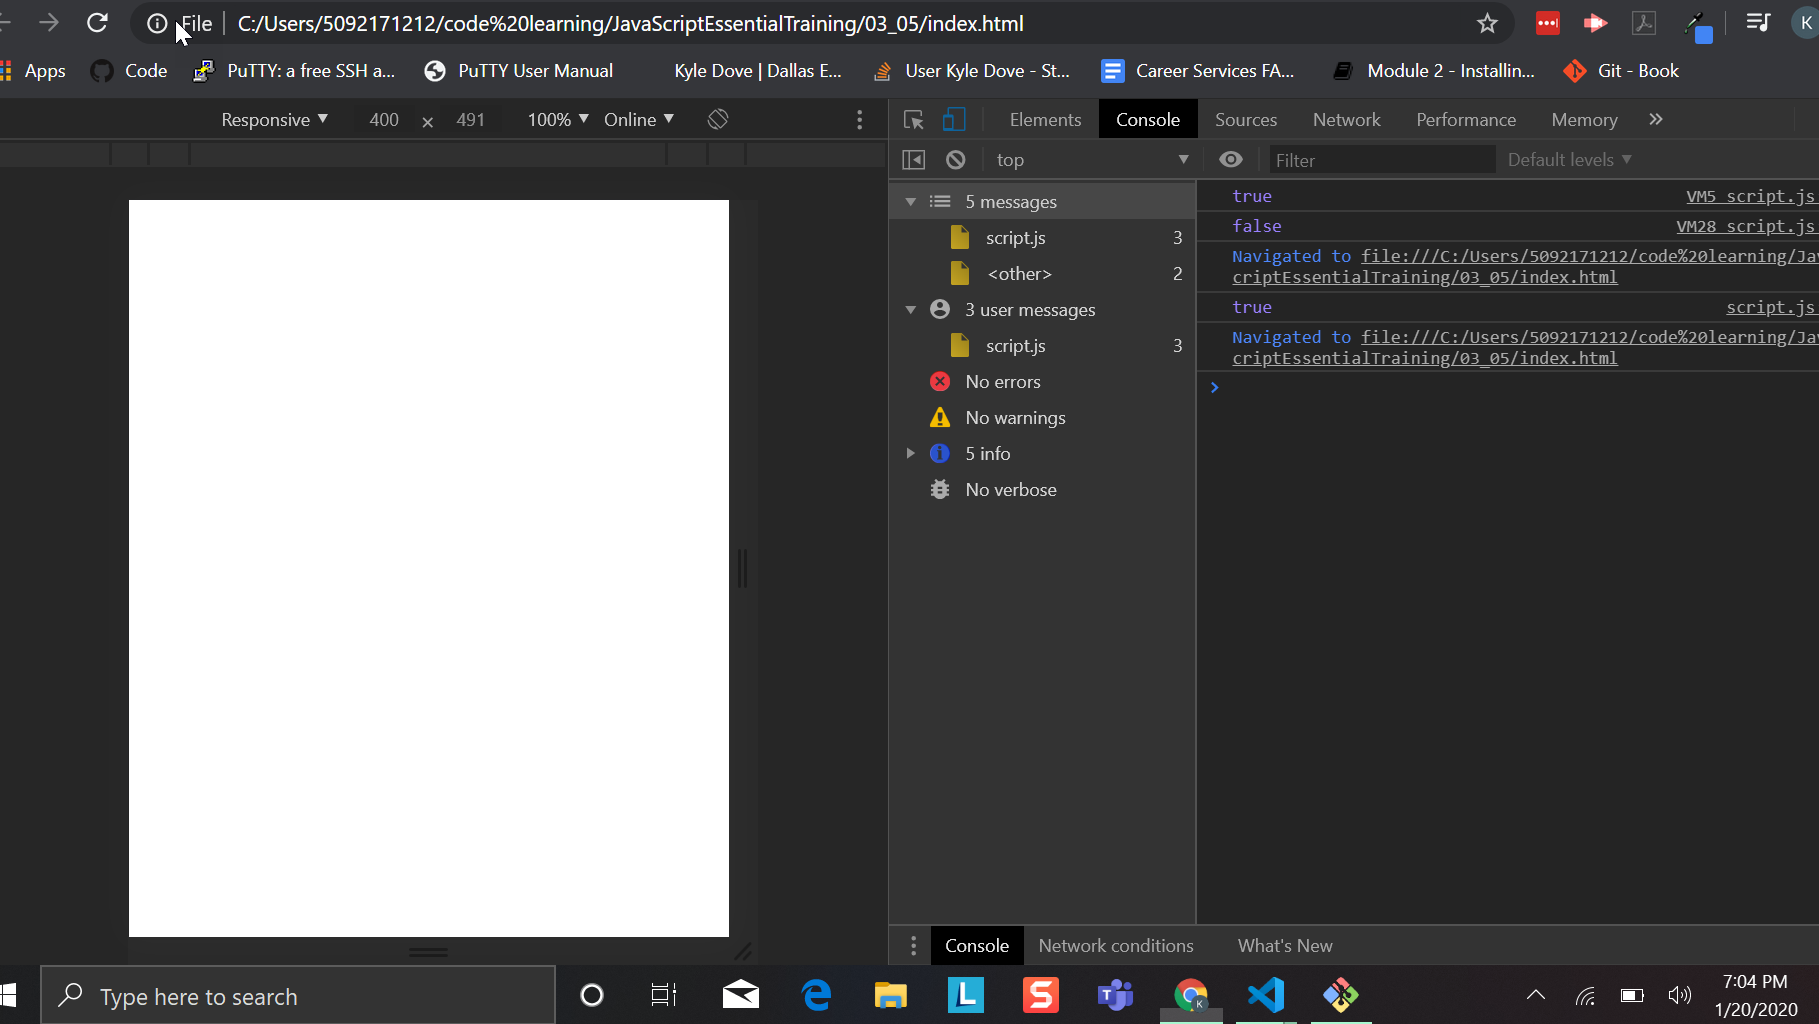 File C:/Users/5092171212/code%20learning/JavaScriptEssentialTraining/03_05/index.html
K
Apps Code PuTTY: a free SSH a... PuTTY User Manual Kyle Dove | Dallas E... User Kyle Dove - St... Career Services FA... Module 2 - Installin... Git - Book
Responsive ▼ 400 × 491 100% ▼ Online ▼
Elements Console Sources Network Performance Memory »
top ▼ Filter Default levels ▼
5 messages
script.js 3
<other> 2
3 user messages
script.js 3
No errors
No warnings
5 info
No verbose
true VM5 script.js
false VM28 script.js
Navigated to file:///C:/Users/5092171212/code%20learning/Jav
criptEssentialTraining/03_05/index.html
true script.js
Navigated to file:///C:/Users/5092171212/code%20learning/Jav
criptEssentialTraining/03_05/index.html
>
Console Network conditions What's New
Type here to search
L S T K
7:04 PM
1/20/2020